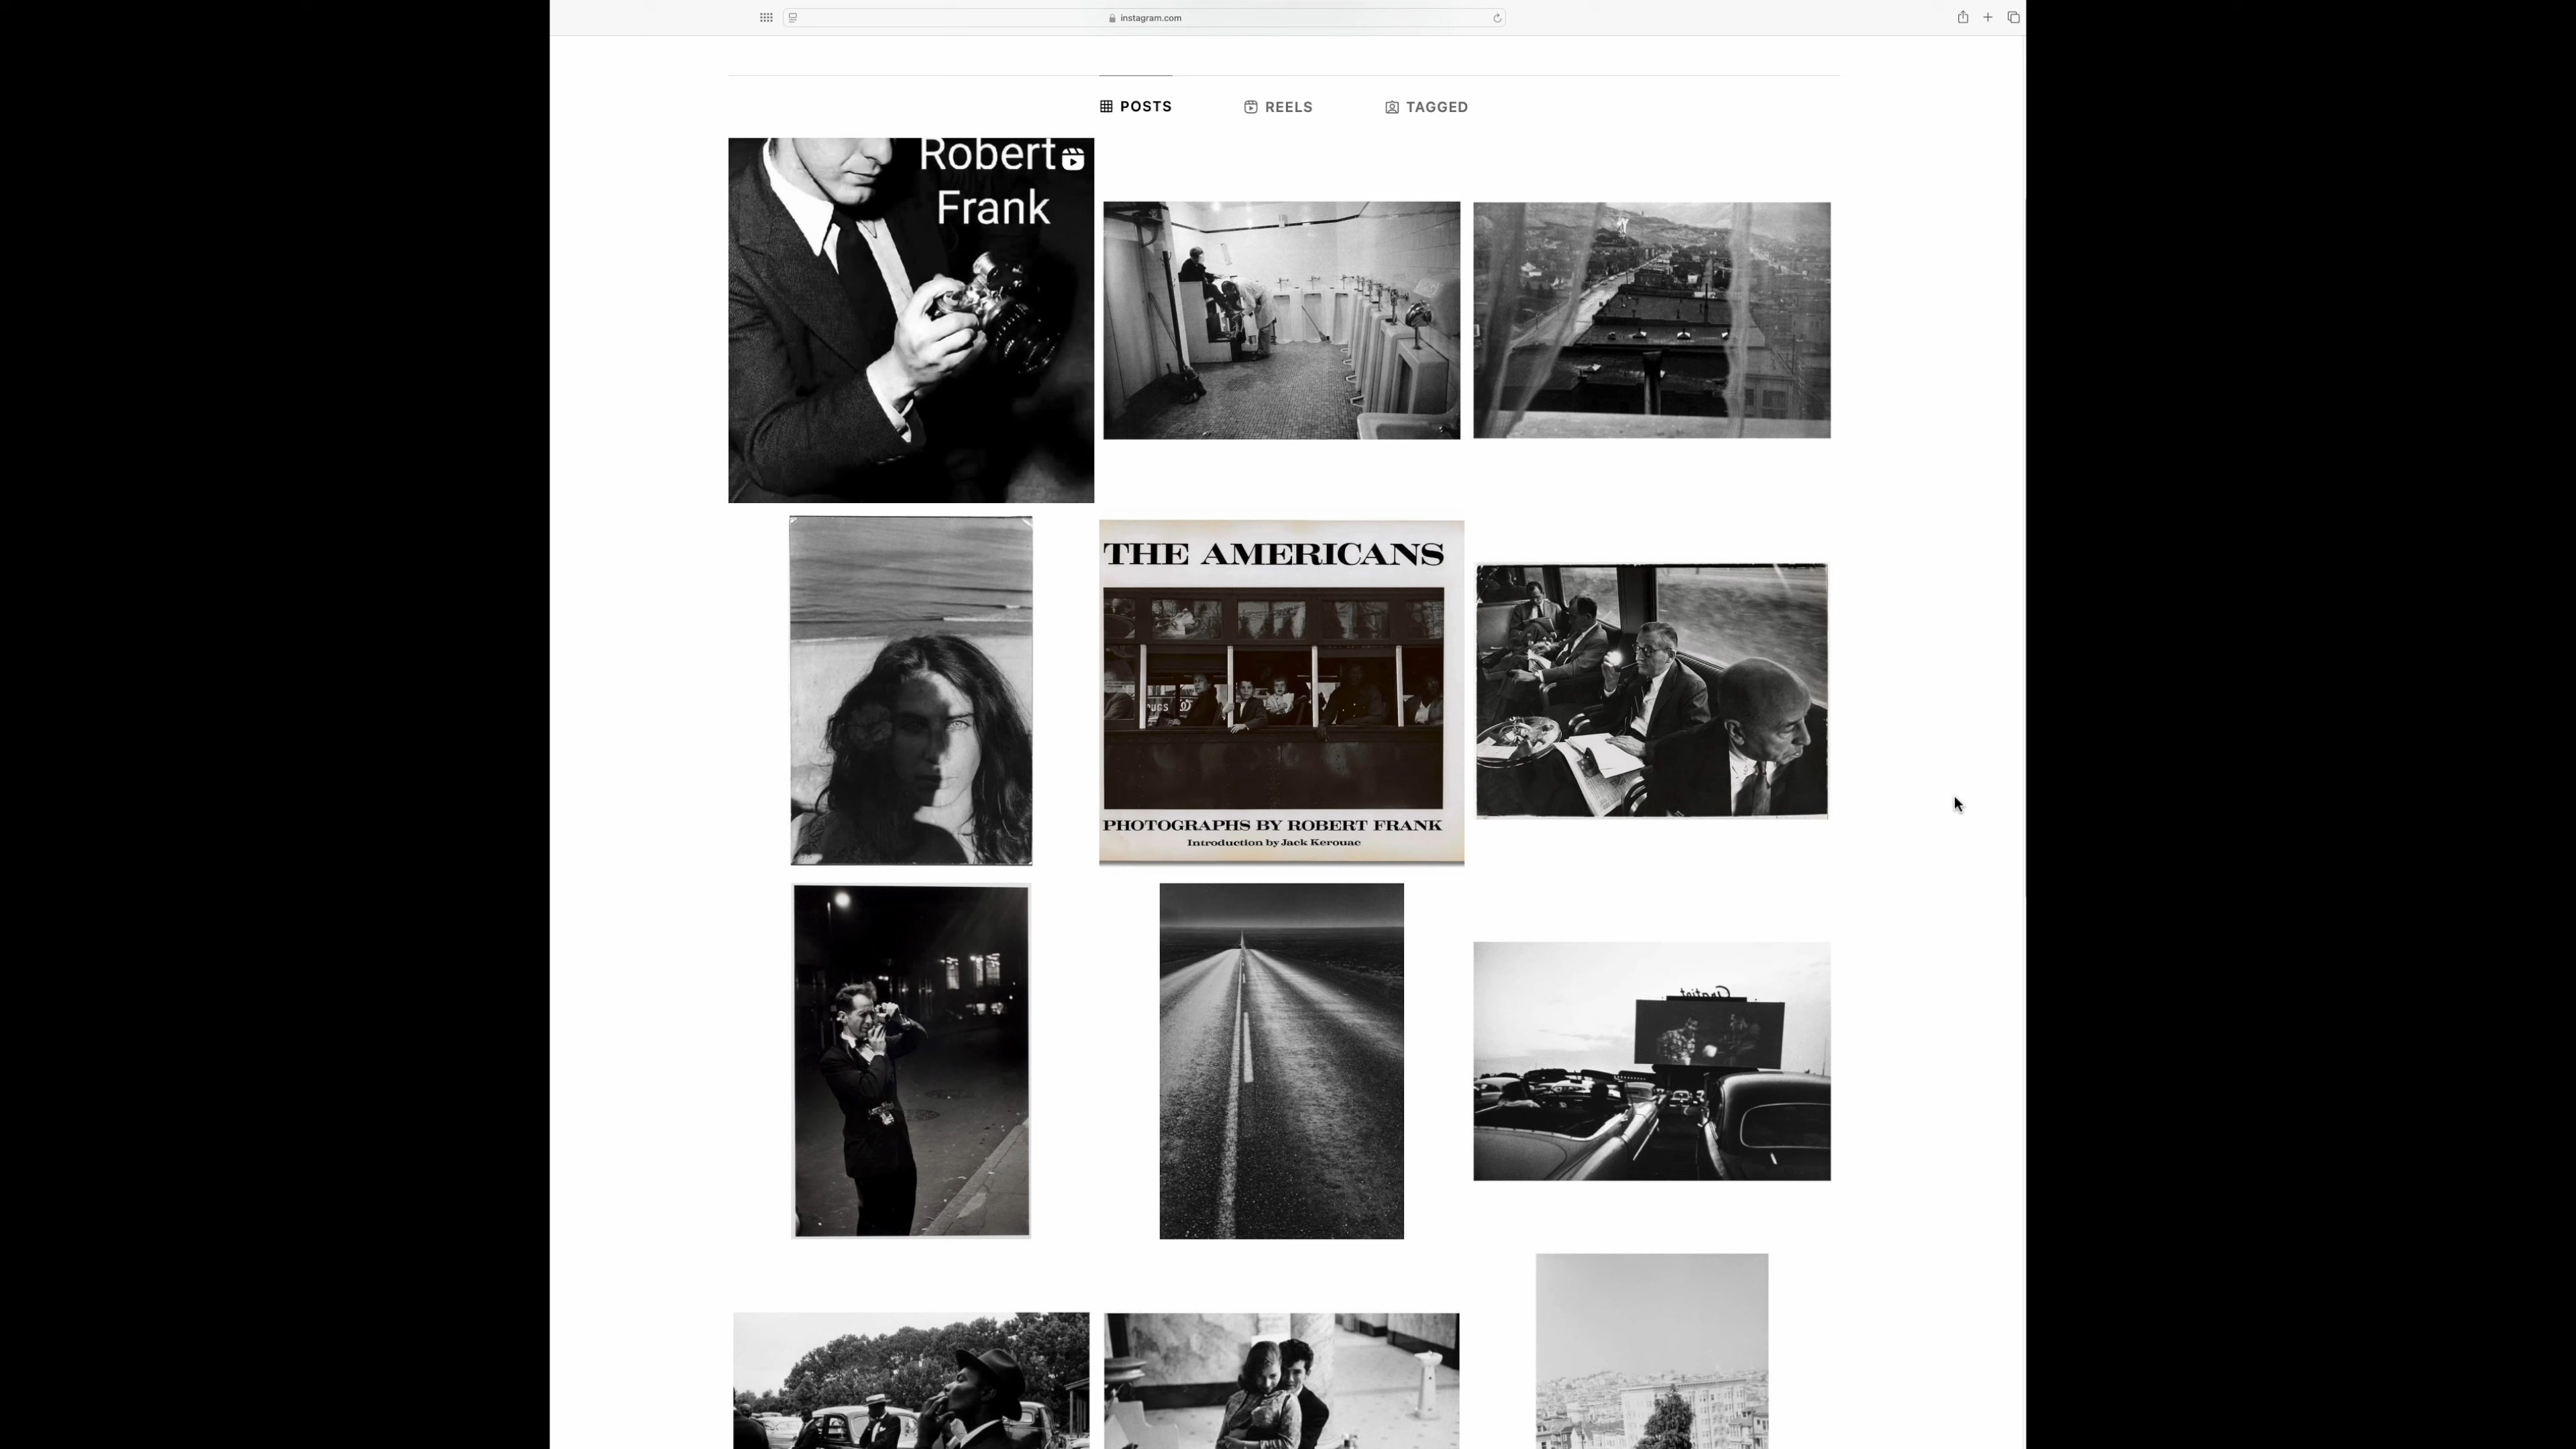 instagram.com
POSTS
REELS
TAGGED
Robert
Frank
THE AMERICANS
PHOTOGRAPHS BY ROBERT FRANK
Introduction by Jack Kerouac